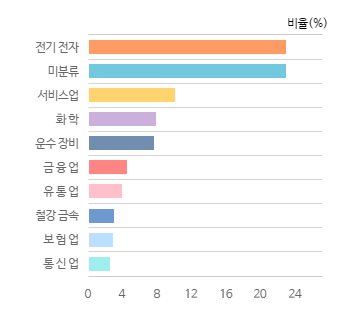 비율(%)
전기 전자
미분류
서비스업
화 학
운수 장비
금 융 업
유 통 업
철강 금속
보 험 업
통 신 업
0 4 8 12 16 20 24